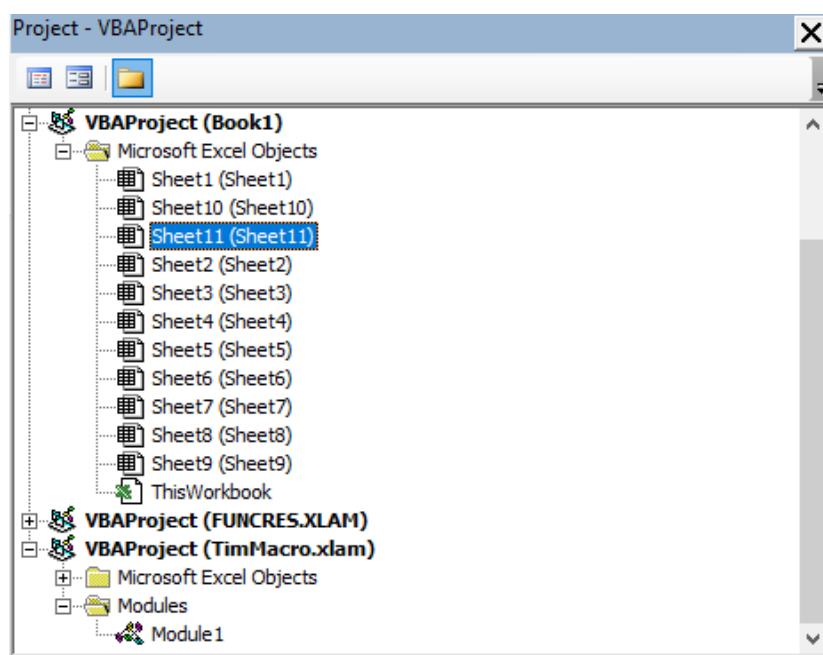 Project - VBAProject
VBAProject (Book1)
Microsoft Excel Objects
Sheet1 (Sheet1)
Sheet10 (Sheet10)
Sheet11 (Sheet11)
Sheet2 (Sheet2)
Sheet3 (Sheet3)
Sheet4 (Sheet4)
Sheet5 (Sheet5)
Sheet6 (Sheet6)
Sheet7 (Sheet7)
Sheet8 (Sheet8)
Sheet9 (Sheet9)
ThisWorkbook
VBAProject (FUNCRES.XLAM)
VBAProject (TimMacro.xlam)
Microsoft Excel Objects
Modules
Module1